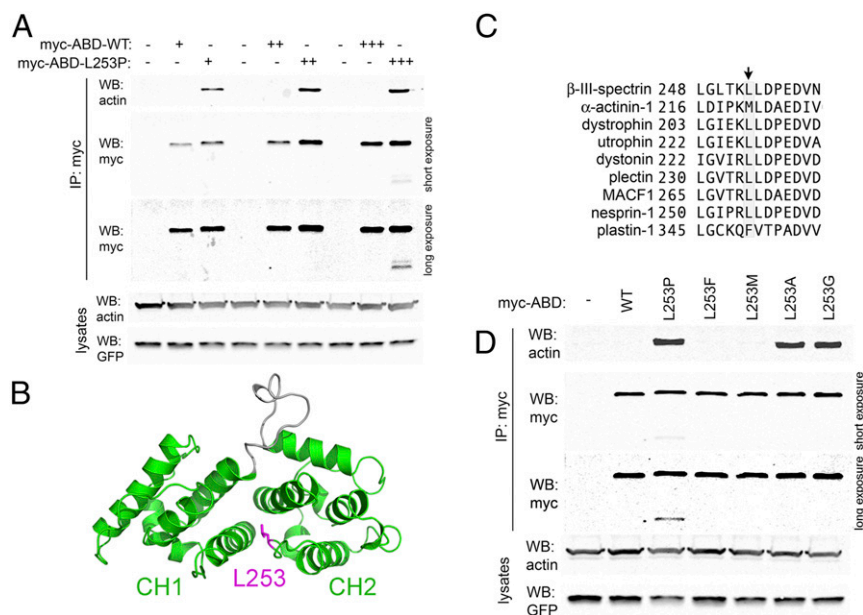 A
myc-ABD-WT: - + - - ++ - - +++ -
myc-ABD-L253P: - - + - - ++ - - +++
IP: myc
WB: actin
WB: myc
short exposure
WB: myc
long exposure
lysates
WB: actin
WB: GFP
B
CH1
L253
CH2
C
β-III-spectrin 248 LGLTKLLDPEDVN
α-actinin-1 216 LDIPKMLDAEDIV
dystrophin 203 LGIEKLLDPEDVD
utrophin 222 LGIEKLLDPEDVA
dystonin 222 IGVIRLLDPEDVD
plectin 230 LGVTRLLDPEDVD
MACF1 265 LGVTRLLDAEDVD
nesprin-1 250 LGIPRLLDPEDVD
plastin-1 345 LGCKQFVTPADVV
D
myc-ABD: - WT L253P L253F L253M L253A L253G
IP: myc
WB: actin
WB: myc
short exposure
WB: myc
long exposure
lysates
WB: actin
WB: GFP